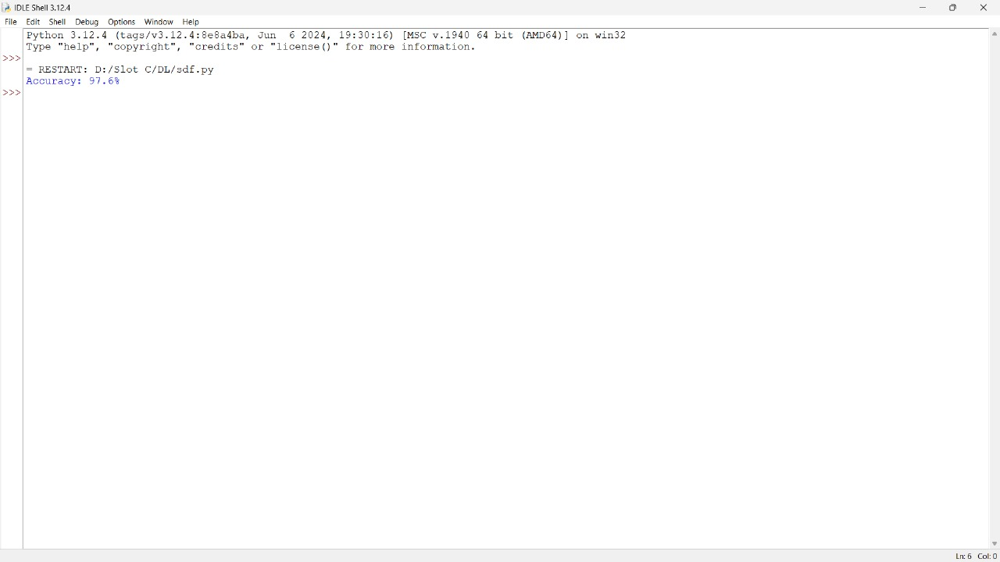 IDLE Shell 3.12.4
File Edit Shell Debug Options Window Help
Python 3.12.4 (tags/v3.12.4:8e8a4ba, Jun  6 2024, 19:30:16) [MSC v.1940 64 bit (AMD64)] on win32
Type "help", "copyright", "credits" or "license()" for more information.
>>>
= RESTART: D:/Slot C/DL/sdf.py
Accuracy: 97.6%
>>>
Ln: 6 Col: 0